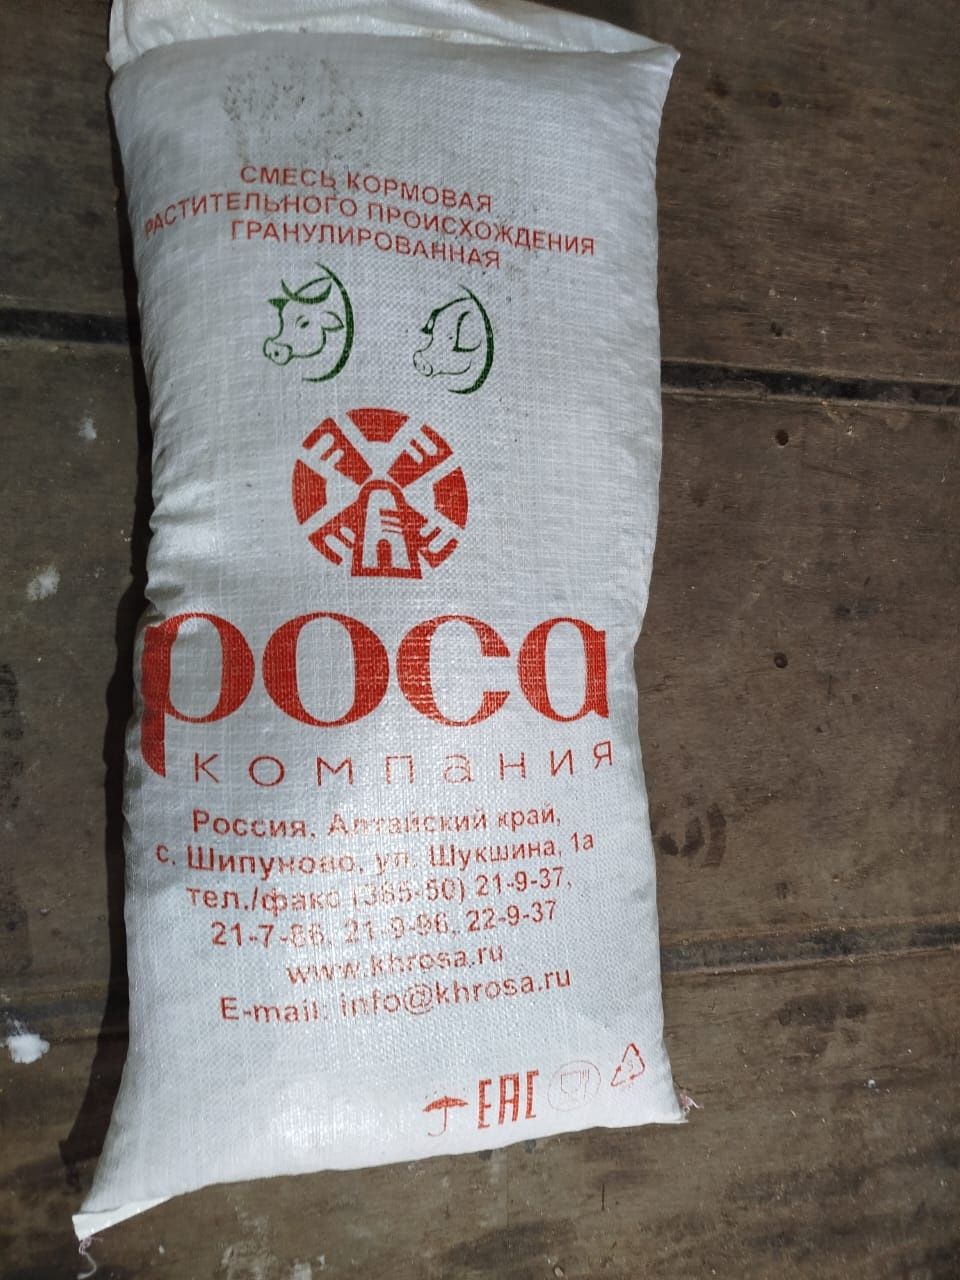 СМЕСЬ КОРМОВАЯ
РАСТИТЕЛЬНОГО ПРОИСХОЖДЕНИЯ
ГРАНУЛИРОВАННАЯ
роса
компания
Россия, Алтайский край,
с. Шипуново, ул. Шукшина, 1а
тел./факс (385-50) 21-9-37,
21-7-86, 21-9-96, 22-9-37
www.khrosa.ru
E-mail: info@khrosa.ru
EAC